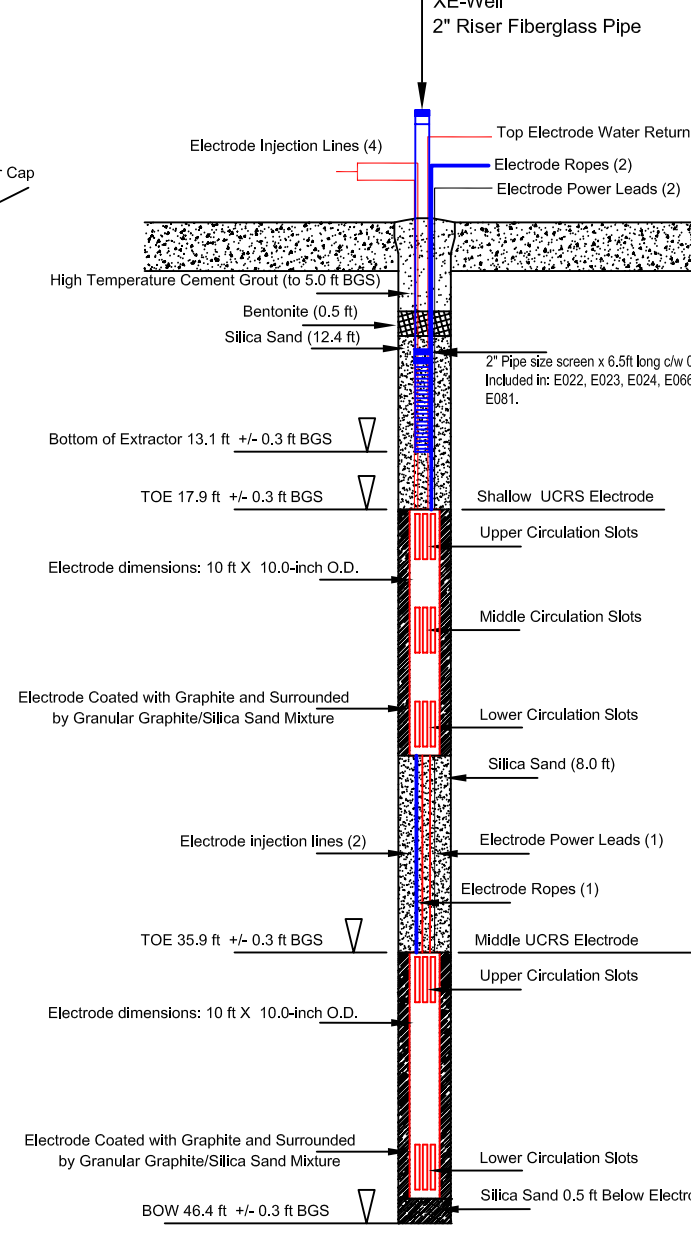 XE-Well
2" Riser Fiberglass Pipe
Electrode Injection Lines (4)
Top Electrode Water Return
Cap
Electrode Ropes (2)
Electrode Power Leads (2)
High Temperature Cement Grout (to 5.0 ft BGS)
Bentonite (0.5 ft)
Silica Sand (12.4 ft)
2" Pipe size screen x 6.5ft long c/w 0
Included in: E022, E023, E024, E066
E081.
Bottom of Extractor 13.1 ft +/- 0.3 ft BGS
TOE 17.9 ft +/- 0.3 ft BGS
Shallow UCRS Electrode
Upper Circulation Slots
Electrode dimensions: 10 ft X 10.0-inch O.D.
Middle Circulation Slots
Electrode Coated with Graphite and Surrounded
by Granular Graphite/Silica Sand Mixture
Lower Circulation Slots
Silica Sand (8.0 ft)
Electrode injection lines (2)
Electrode Power Leads (1)
Electrode Ropes (1)
TOE 35.9 ft +/- 0.3 ft BGS
Middle UCRS Electrode
Upper Circulation Slots
Electrode dimensions: 10 ft X 10.0-inch O.D.
Electrode Coated with Graphite and Surrounded
by Granular Graphite/Silica Sand Mixture
Lower Circulation Slots
Silica Sand 0.5 ft Below Electro
BOW 46.4 ft +/- 0.3 ft BGS